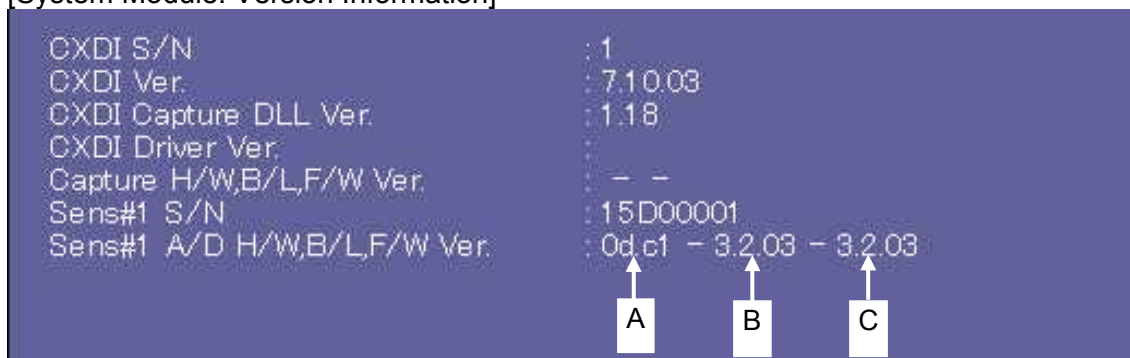 [System Module: Version Information]
CXDI S/N : 1
CXDI Ver. : 7.10.03
CXDI Capture DLL Ver. : 1.18
CXDI Driver Ver. :
Capture H/W,B/L,F/W Ver. : - -
Sens#1 S/N : 15D00001
Sens#1 A/D H/W,B/L,F/W Ver. : 0d.c1 - 3.2.03 - 3.2.03
A B C